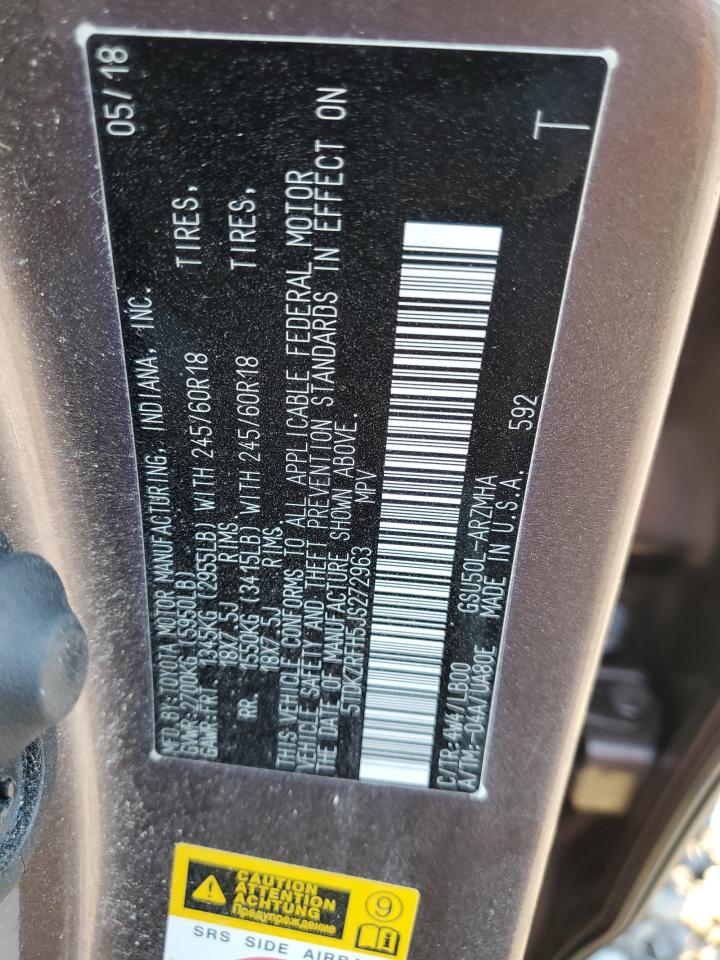 MFD.BY:TOYOTA MOTOR MANUFACTURING, INDIANA, INC. 05/18
GVWR:2700KG (5950LB)
GAWR:FRT 1345KG (2955LB) WITH 245/60R18 TIRES,
18X7.5J RIMS
RR. 1550KG (3415LB) WITH 245/60R18 TIRES,
18X7.5J RIMS
THIS VEHICLE CONFORMS TO ALL APPLICABLE FEDERAL MOTOR
VEHICLE SAFETY AND THEFT PREVENTION STANDARDS IN EFFECT ON
THE DATE OF MANUFACTURE SHOWN ABOVE.
5TDKZRFH5JS272963 MPV
C/TR:4W4/LB00 GSU50L-ARZMHA
A/TM:-04A/UA80E MADE IN U.S.A. 592
T
CAUTION
ATTENTION
ACHTUNG
Предупреждение
9
i
SRS SIDE